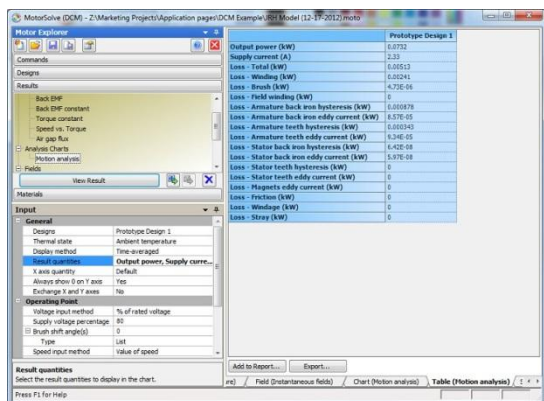 MotorSolve (DCM) - Z:\Marketing Projects\Application pages\DCM Example\JRH Model (12-17-2012).moto
Motor Explorer
Commands
Designs
Results
Back EMF
Back EMF constant
Torque constant
Speed vs. Torque
Air gap flux
Analysis Charts
Motion analysis
Fields
View Result
Materials
Input
General
Designs Prototype Design 1
Thermal state Ambient temperature
Display method Time-averaged
Result quantities Output power, Supply curre...
X axis quantity Default
Always show 0 on Y axis Yes
Exchange X and Y axes No
Operating Point
Voltage input method % of rated voltage
Supply voltage percentage 80
Brush shift angle(s) 0
Type List
Speed input method Value of speed
Result quantities
Select the result quantities to display in the chart.
Press F1 for Help
Prototype Design 1
Output power (kW) 0.0732
Supply current (A) 2.33
Loss - Total (kW) 0.00513
Loss - Winding (kW) 0.00241
Loss - Brush (kW) 4.73E-06
Loss - Field winding (kW) 0
Loss - Armature back iron hysteresis (kW) 0.000876
Loss - Armature back iron eddy current (kW) 8.57E-05
Loss - Armature teeth hysteresis (kW) 0.000343
Loss - Armature teeth eddy current (kW) 9.34E-05
Loss - Stator back iron hysteresis (kW) 6.42E-08
Loss - Stator back iron eddy current (kW) 5.97E-08
Loss - Stator teeth hysteresis (kW) 0
Loss - Stator teeth eddy current (kW) 0
Loss - Magnets eddy current (kW) 0
Loss - Friction (kW) 0
Loss - Windage (kW) 0
Loss - Stray (kW) 0
Add to Report... Export...
re) Field (Instantaneous fields) Chart (Motion analysis) Table (Motion analysis)